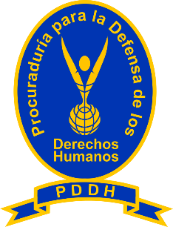 Procuraduría para la Defensa de los
Derechos
Humanos
PDDH